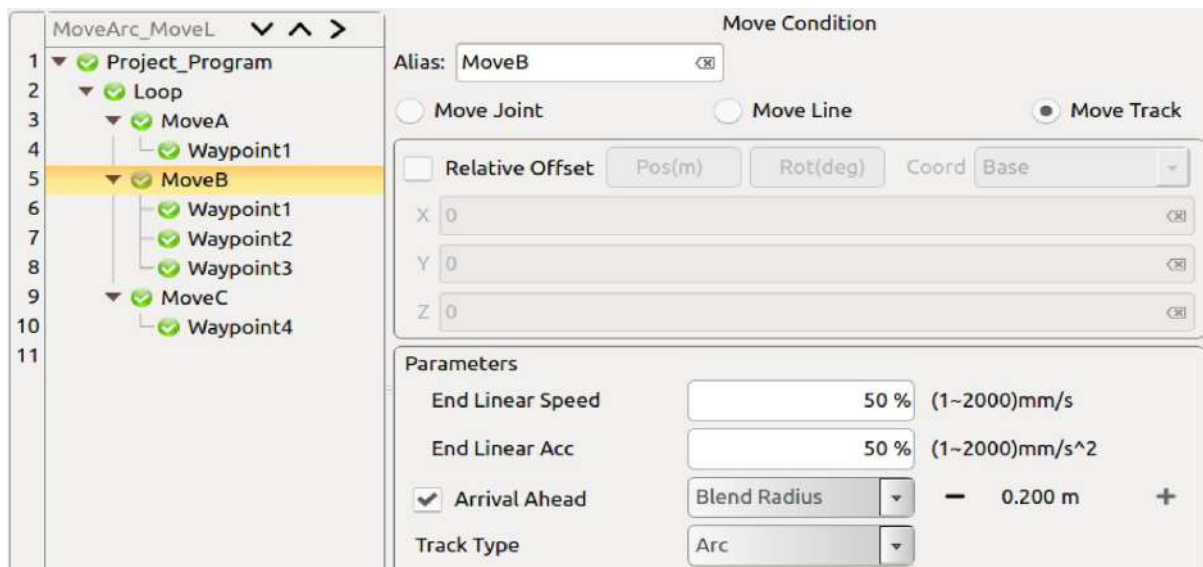 MoveArc_MoveL
1 Project_Program
2 Loop
3 MoveA
4 Waypoint1
5 MoveB
6 Waypoint1
7 Waypoint2
8 Waypoint3
9 MoveC
10 Waypoint4
11
Move Condition
Alias: MoveB
Move Joint Move Line Move Track
Relative Offset Pos(m) Rot(deg) Coord Base
X 0
Y 0
Z 0
Parameters
End Linear Speed 50 % (1~2000)mm/s
End Linear Acc 50 % (1~2000)mm/s^2
Arrival Ahead Blend Radius − 0.200 m +
Track Type Arc